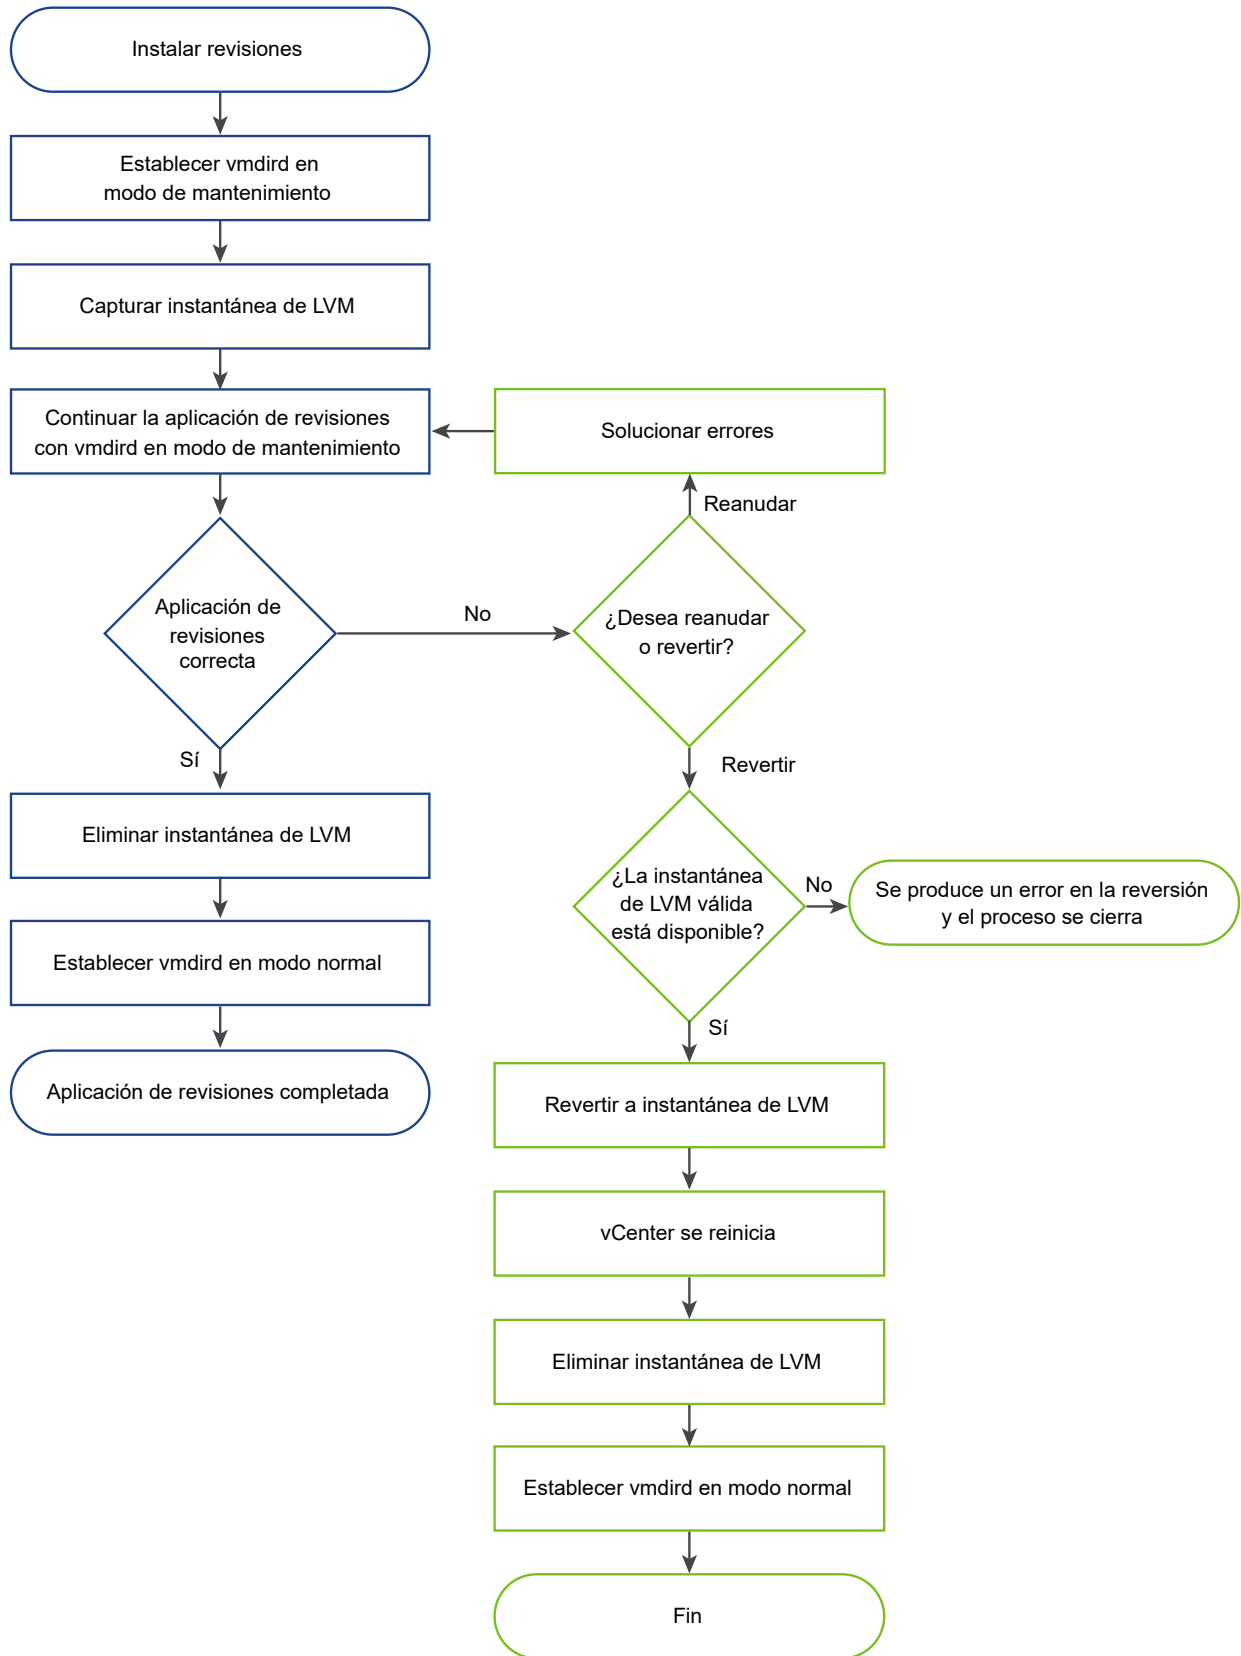 Instalar revisiones
Establecer vmdird en
modo de mantenimiento
Capturar instantánea de LVM
Continuar la aplicación de revisiones
con vmdird en modo de mantenimiento
Solucionar errores
Reanudar
Aplicación de
revisiones
correcta
No
¿Desea reanudar
o revertir?
Sí
Revertir
Eliminar instantánea de LVM
¿La instantánea
de LVM válida
está disponible?
No
Se produce un error en la reversión
y el proceso se cierra
Establecer vmdird en modo normal
Sí
Aplicación de revisiones completada
Revertir a instantánea de LVM
vCenter se reinicia
Eliminar instantánea de LVM
Establecer vmdird en modo normal
Fin